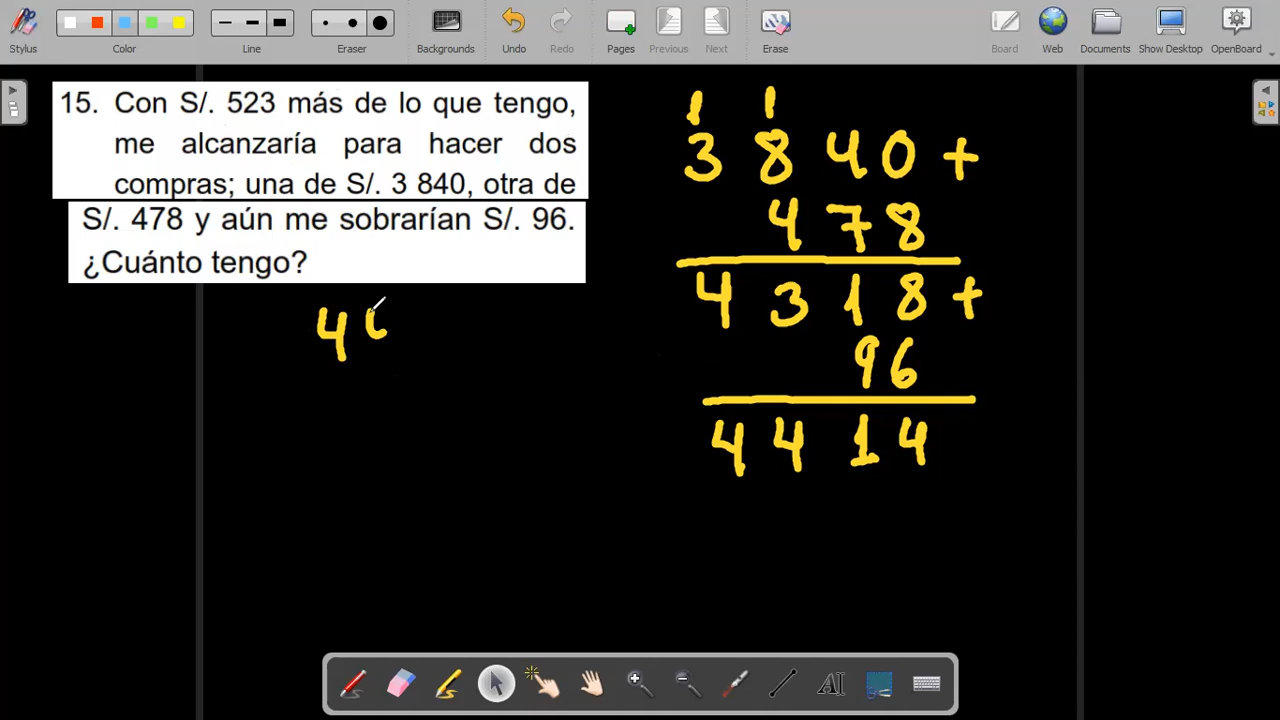 Stylus
Color
Line
Eraser
Backgrounds
Undo
Redo
Pages
Previous
Next
Erase
Board
Web
Documents
Show Desktop
OpenBoard
15. Con S/. 523 más de lo que tengo,
me alcanzaría para hacer dos
compras; una de S/. 3 840, otra de
S/. 478 y aún me sobrarían S/. 96.
¿Cuánto tengo?
4
1 1
3 8 4 0 +
4 7 8
4 3 1 8 +
9 6
4 4 1 4
AI